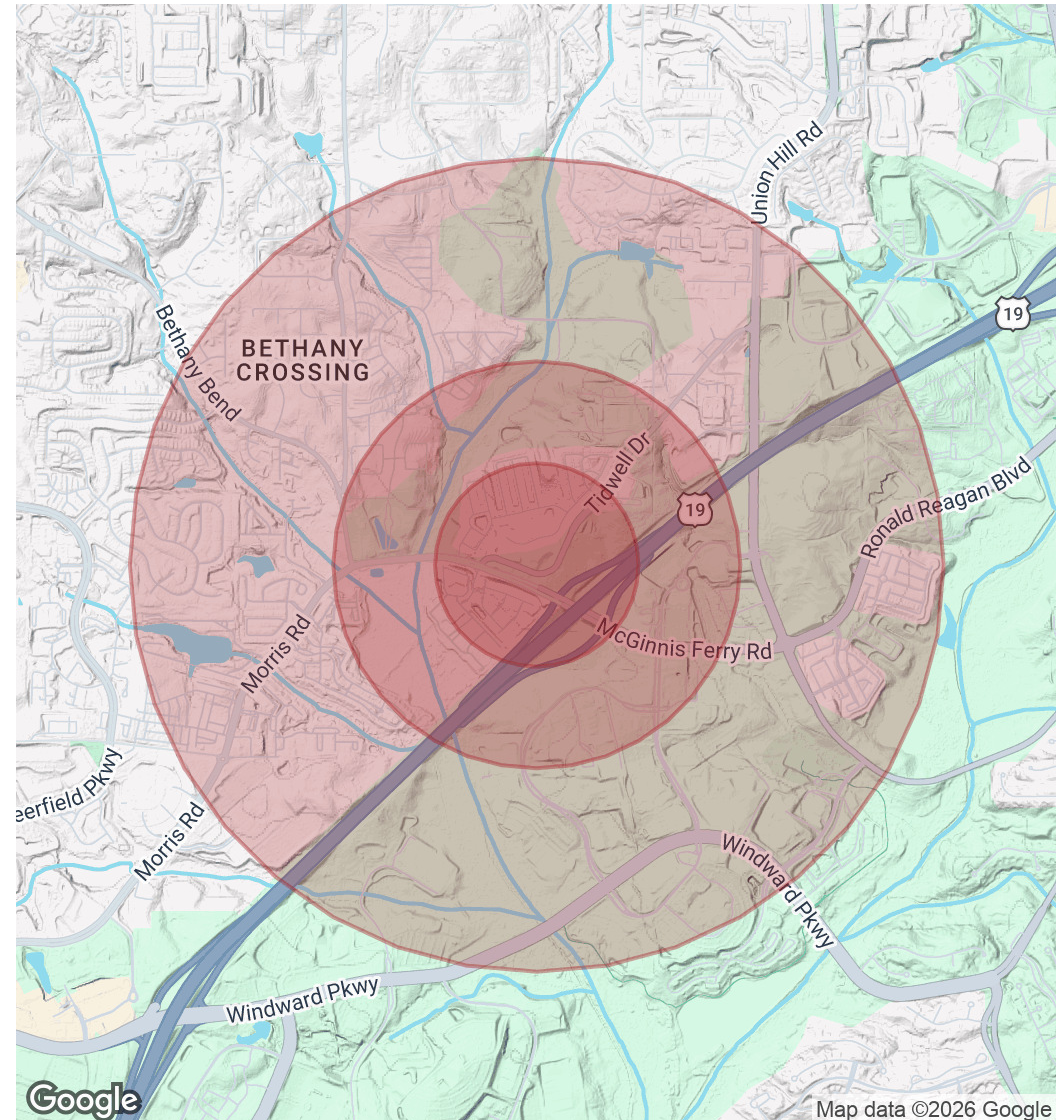 Union Hill Rd
19
Bethany Bend
BETHANY
CROSSING
Tidwell Dr
19
Ronald Reagan Blvd
McGinnis Ferry Rd
Morris Rd
eerfield Pkwy
Morris Rd
Windward Pkwy
Windward Pkwy
Google
Map data ©2026 Google